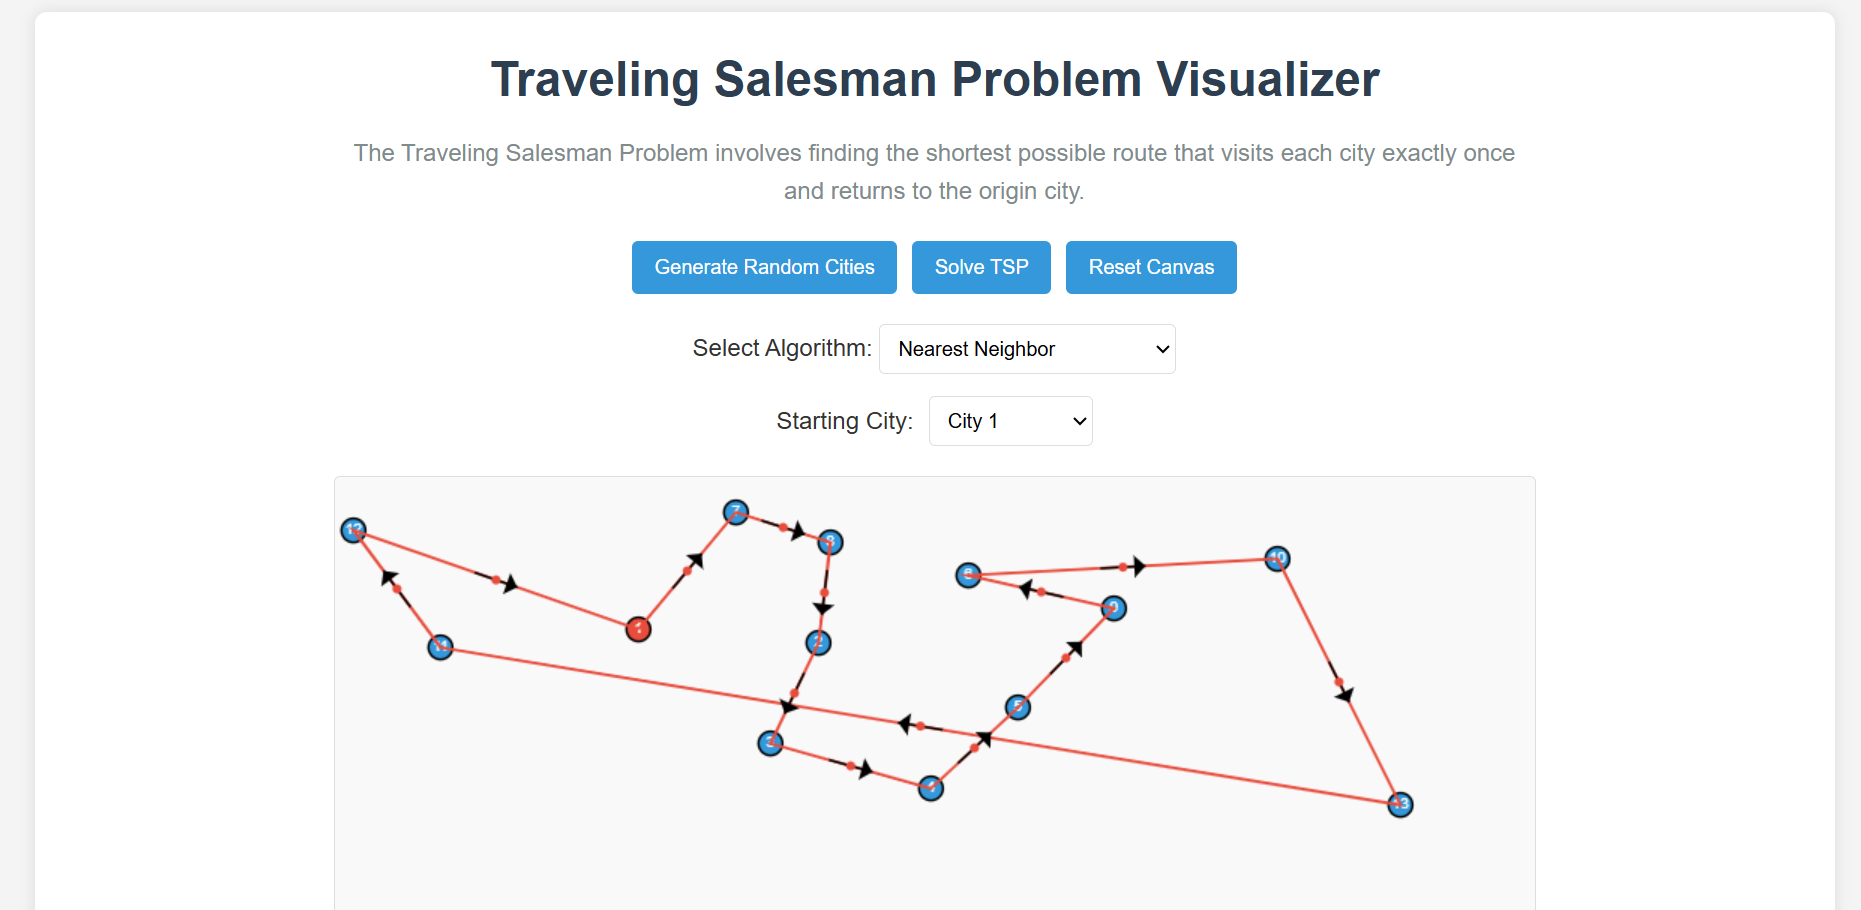 Traveling Salesman Problem Visualizer
The Traveling Salesman Problem involves finding the shortest possible route that visits each city exactly once
and returns to the origin city.
Generate Random Cities Solve TSP Reset Canvas
Select Algorithm: Nearest Neighbor
Starting City: City 1
7
12
8
10
6
9
1
2
11
5
3
4
13